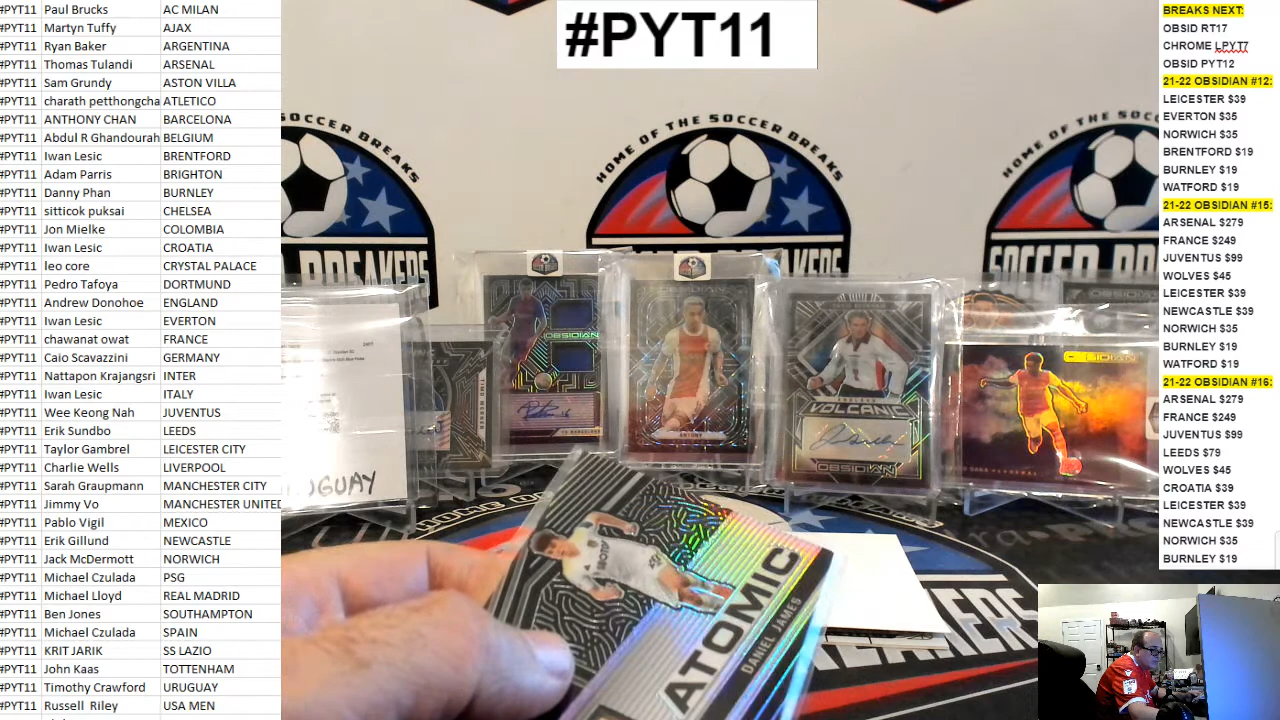 #PYT11 Paul Brucks AC MILAN
#PYT11 Martyn Tuffy AJAX
#PYT11 Ryan Baker ARGENTINA
#PYT11 Thomas Tulandi ARSENAL
#PYT11 Sam Grundy ASTON VILLA
#PYT11 charath petthongcha ATLETICO
#PYT11 ANTHONY CHAN BARCELONA
#PYT11 Abdul R Ghandourah BELGIUM
#PYT11 Iwan Lesic BRENTFORD
#PYT11 Adam Parris BRIGHTON
#PYT11 Danny Phan BURNLEY
#PYT11 sitticok puksai CHELSEA
#PYT11 Jon Mielke COLOMBIA
#PYT11 Iwan Lesic CROATIA
#PYT11 leo core CRYSTAL PALACE
#PYT11 Pedro Tafoya DORTMUND
#PYT11 Andrew Donohoe ENGLAND
#PYT11 Iwan Lesic EVERTON
#PYT11 chavat rowat FRANCE
#PYT11 Caio Scarazzini GERMANY
#PYT11 Nattapon Krajangsri INTER
#PYT11 Iwan Lesic ITALY
#PYT11 Wee Keong Nah JUVENTUS
#PYT11 Erik Sundbo LEEDS
#PYT11 Taylor Gambrel LEICESTER CITY
#PYT11 Charlie Wells LIVERPOOL
#PYT11 Sarah Graupmann MANCHESTER CITY
#PYT11 Jimmy Vo MANCHESTER UNITED
#PYT11 Pablo Vigil MEXICO
#PYT11 Erik Gillund NEWCASTLE
#PYT11 Jack McDermott NORWICH
#PYT11 Michael Czulada PSG
#PYT11 Michael Lloyd REAL MADRID
#PYT11 Ben Jones SOUTHAMPTON
#PYT11 Michael Czulada SPAIN
#PYT11 KRIT JARIK SS LAZIO
#PYT11 John Kaas TOTTENHAM
#PYT11 Timothy Crawford URUGUAY
#PYT11 Russell Riley USA MEN
#PYT11
HOME OF THE SOCCER BREAKS
BREAKERS
OBSIDIAN
ANTONY
ENGLAND
VOLCANIC
OBSIDIAN
TIMO WERNER
ATOMIC
DANIEL JAMES
BREAKERS
BREAKS NEXT:
OBSID RT17
CHROME LPYT7
OBSID PYT12
21-22 OBSIDIAN #12:
LEICESTER $39
EVERTON $35
NORWICH $35
BRENTFORD $19
BURNLEY $19
WATFORD $19
21-22 OBSIDIAN #15:
ARSENAL $279
FRANCE $249
JUVENTUS $99
WOLVES $45
LEICESTER $39
NEWCASTLE $39
NORWICH $35
BURNLEY $19
WATFORD $19
21-22 OBSIDIAN #16:
ARSENAL $279
FRANCE $249
JUVENTUS $99
LEEDS $79
WOLVES $45
CROATIA $39
LEICESTER $39
NEWCASTLE $39
NORWICH $35
BURNLEY $19